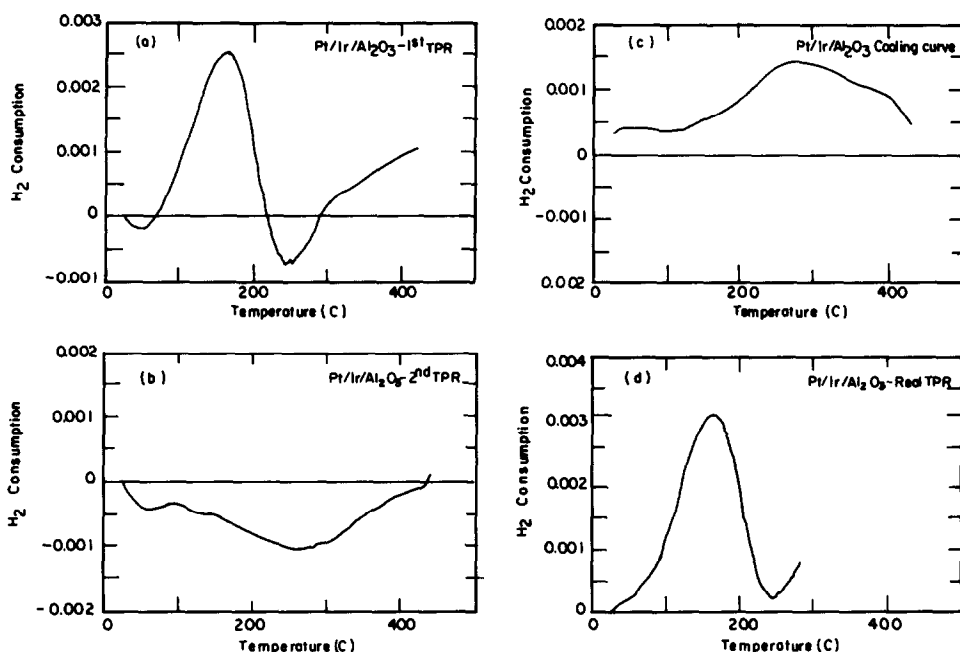 0.003
(a)
Pt/Ir/Al2O3-1st TPR
0.002
0.001
0
-0.001
0
200
400
H2 Consumption
Temperature (C)
0.002
(c)
Pt/Ir/Al2O3 Cooling curve
0.001
0
-0.001
0.002
0
200
400
H2 Consumption
Temperature (C)
0.002
(b)
Pt/Ir/Al2O3-2nd TPR
0.001
0
-0.001
-0.002
0
200
400
H2 Consumption
Temperature (C)
0.004
(d)
Pt/Ir/Al2O3-Real TPR
0.003
0.002
0.001
0
0
200
400
H2 Consumption
Temperature (C)